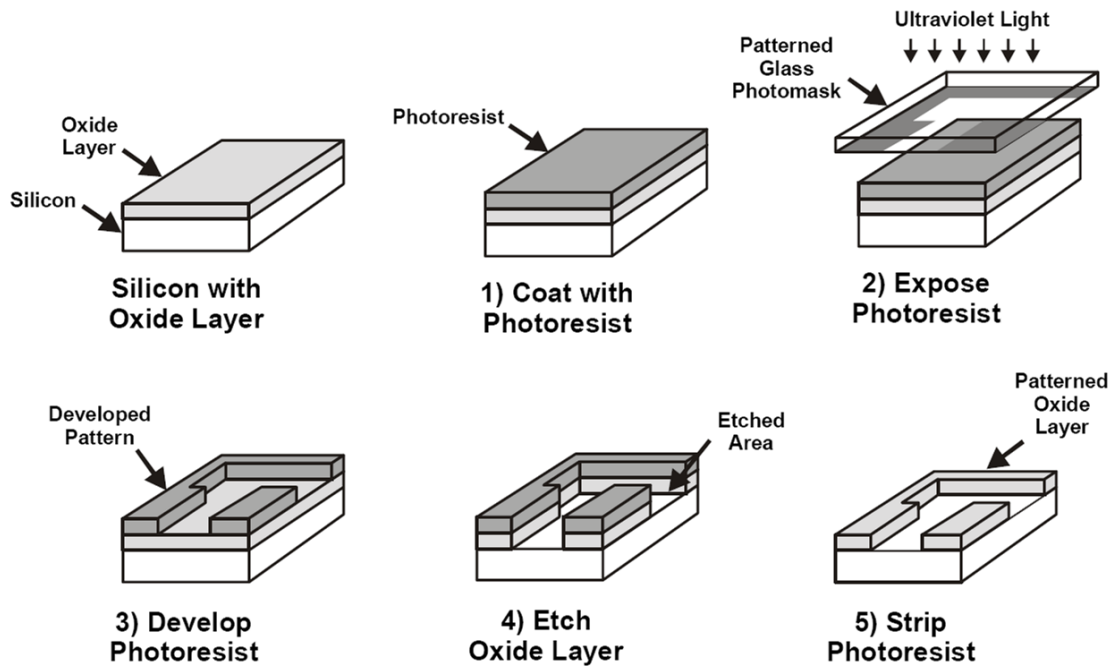 Oxide
Layer
Silicon
Silicon with
Oxide Layer
Photoresist
1) Coat with
Photoresist
Ultraviolet Light
Patterned
Glass
Photomask
2) Expose
Photoresist
Developed
Pattern
3) Develop
Photoresist
Etched
Area
4) Etch
Oxide Layer
Patterned
Oxide
Layer
5) Strip
Photoresist